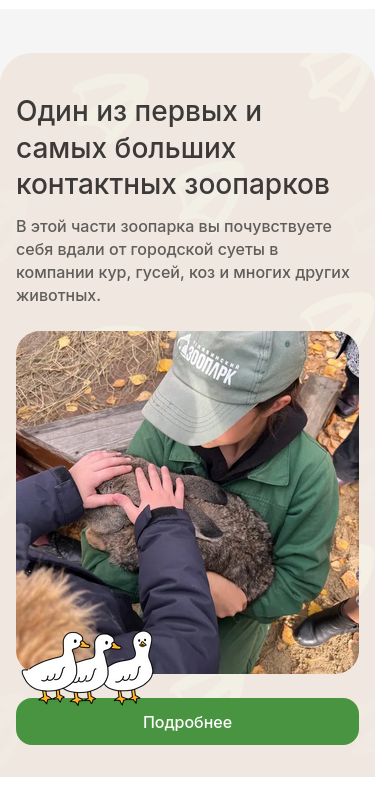 Один из первых и
самых больших
контактных зоопарков
В этой части зоопарка вы почувствуете
себя вдали от городской суеты в
компании кур, гусей, коз и многих других
животных.
ЗООПАРК
Подробнее